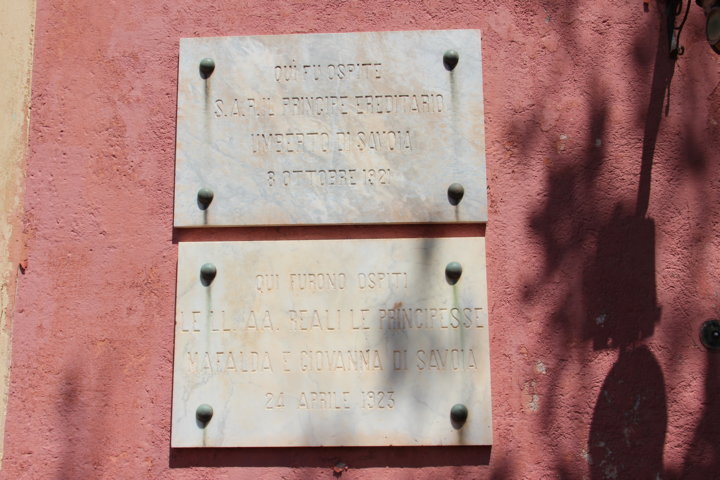 QUÌ FU OSPITE
S.A.R. IL PRINCIPE EREDITARIO
UMBERTO DI SAVOIA
8 OTTOBRE 1921
QUI FURONO OSPITI
LE LL. AA. REALI LE PRINCIPESSE
MAFALDA E GIOVANNA DI SAVOIA
24 APRILE 1923